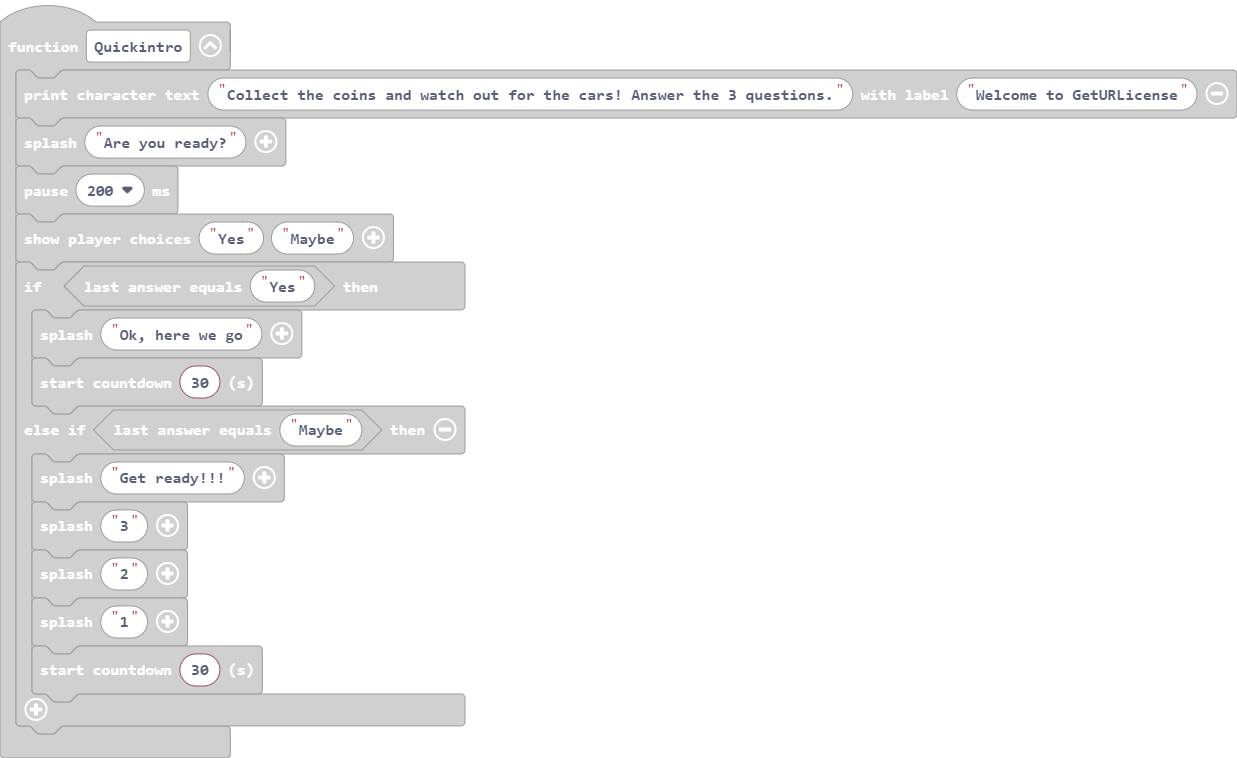 function Quickintro
print character text "Collect the coins and watch out for the cars! Answer the 3 questions." with label "Welcome to GetURLicense"
splash "Are you ready?"
pause 200 ms
show player choices "Yes" "Maybe"
if last answer equals "Yes" then
splash "Ok, here we go"
start countdown 30 (s)
else if last answer equals "Maybe" then
splash "Get ready!!!"
splash "3"
splash "2"
splash "1"
start countdown 30 (s)